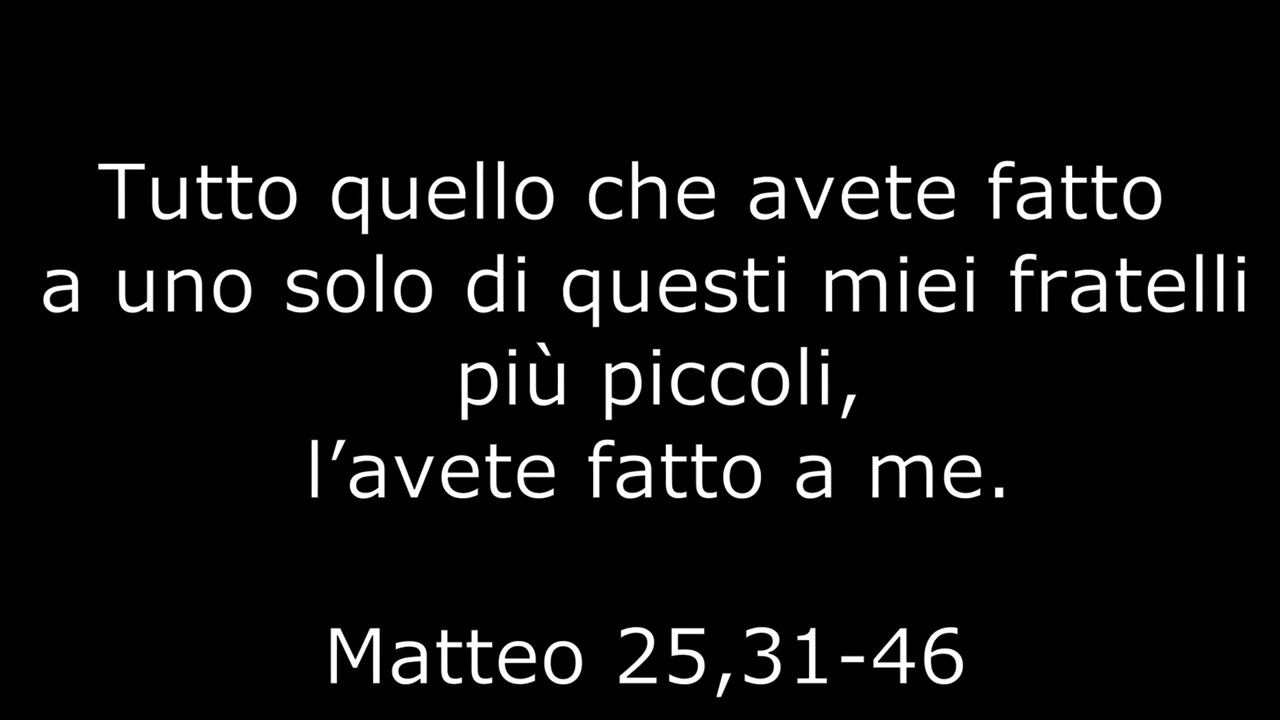 Tutto quello che avete fatto
a uno solo di questi miei fratelli
più piccoli,
l’avete fatto a me.
Matteo 25,31-46